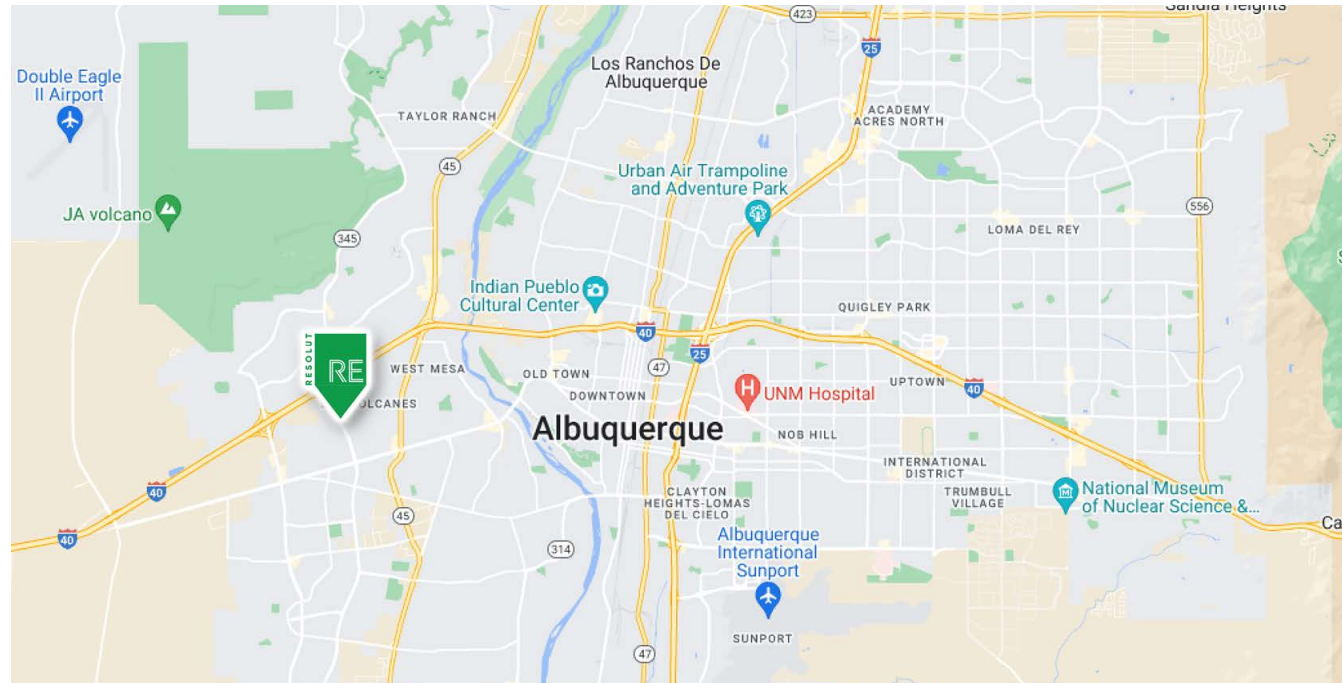 423
Sandia Heights
25
Los Ranchos De
Albuquerque
Double Eagle
II Airport
TAYLOR RANCH
ACADEMY
ACRES NORTH
45
Urban Air Trampoline
and Adventure Park
JA volcano
556
345
LOMA DEL REY
Indian Pueblo
Cultural Center
QUIGLEY PARK
40
25
RESOLUT
RE
47
WEST MESA
OLD TOWN
UPTOWN
40
DOWNTOWN
UNM Hospital
OLCANES
Albuquerque
NOB HILL
INTERNATIONAL
DISTRICT
40
CLAYTON
HEIGHTS-LOMAS
DEL CIELO
TRUMBULL
VILLAGE
National Museum
of Nuclear Science &...
45
Ca
40
314
Albuquerque
International
Sunport
SUNPORT
47